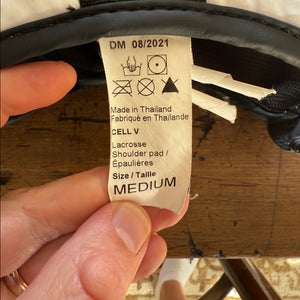 DM 08/2021
Made in Thailand
Fabriqué en Thaïlande
CELL V
Lacrosse
Shoulder pad /
Épaulières
Size / Taille
MEDIUM